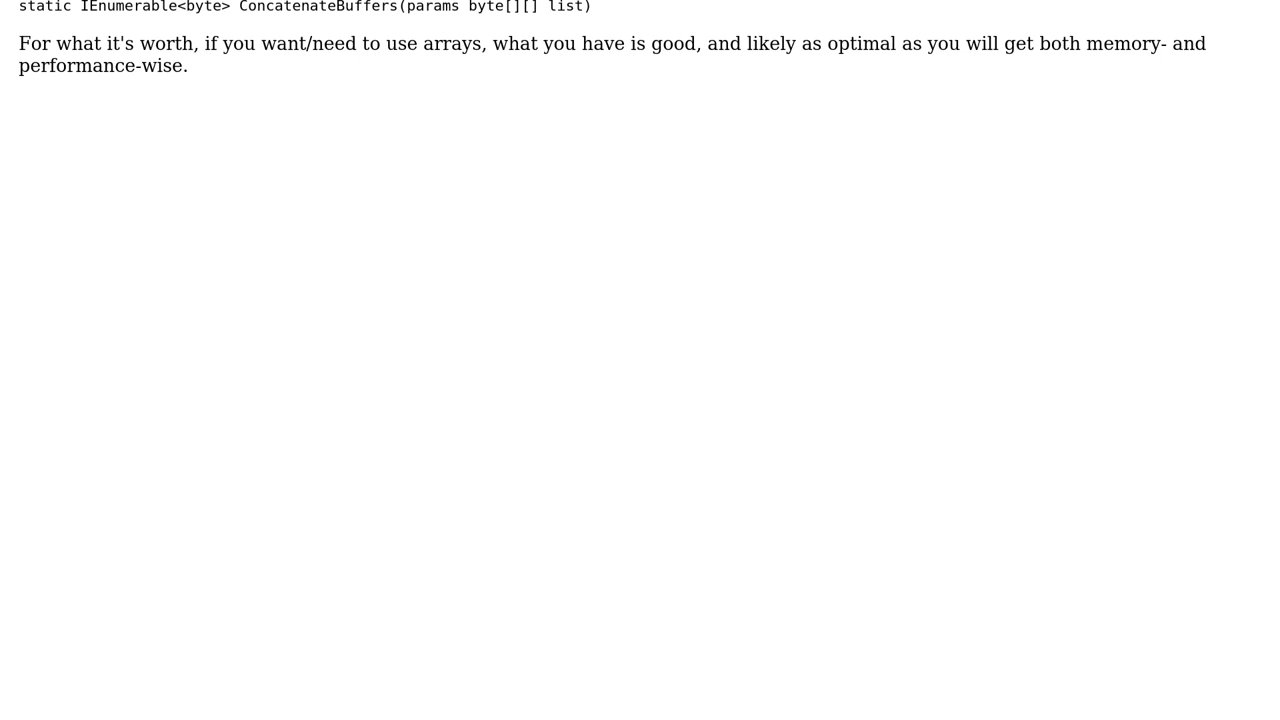 static IEnumerable<byte> ConcatenateBuffers(params byte[][] list)
For what it's worth, if you want/need to use arrays, what you have is good, and likely as optimal as you will get both memory- and
performance-wise.